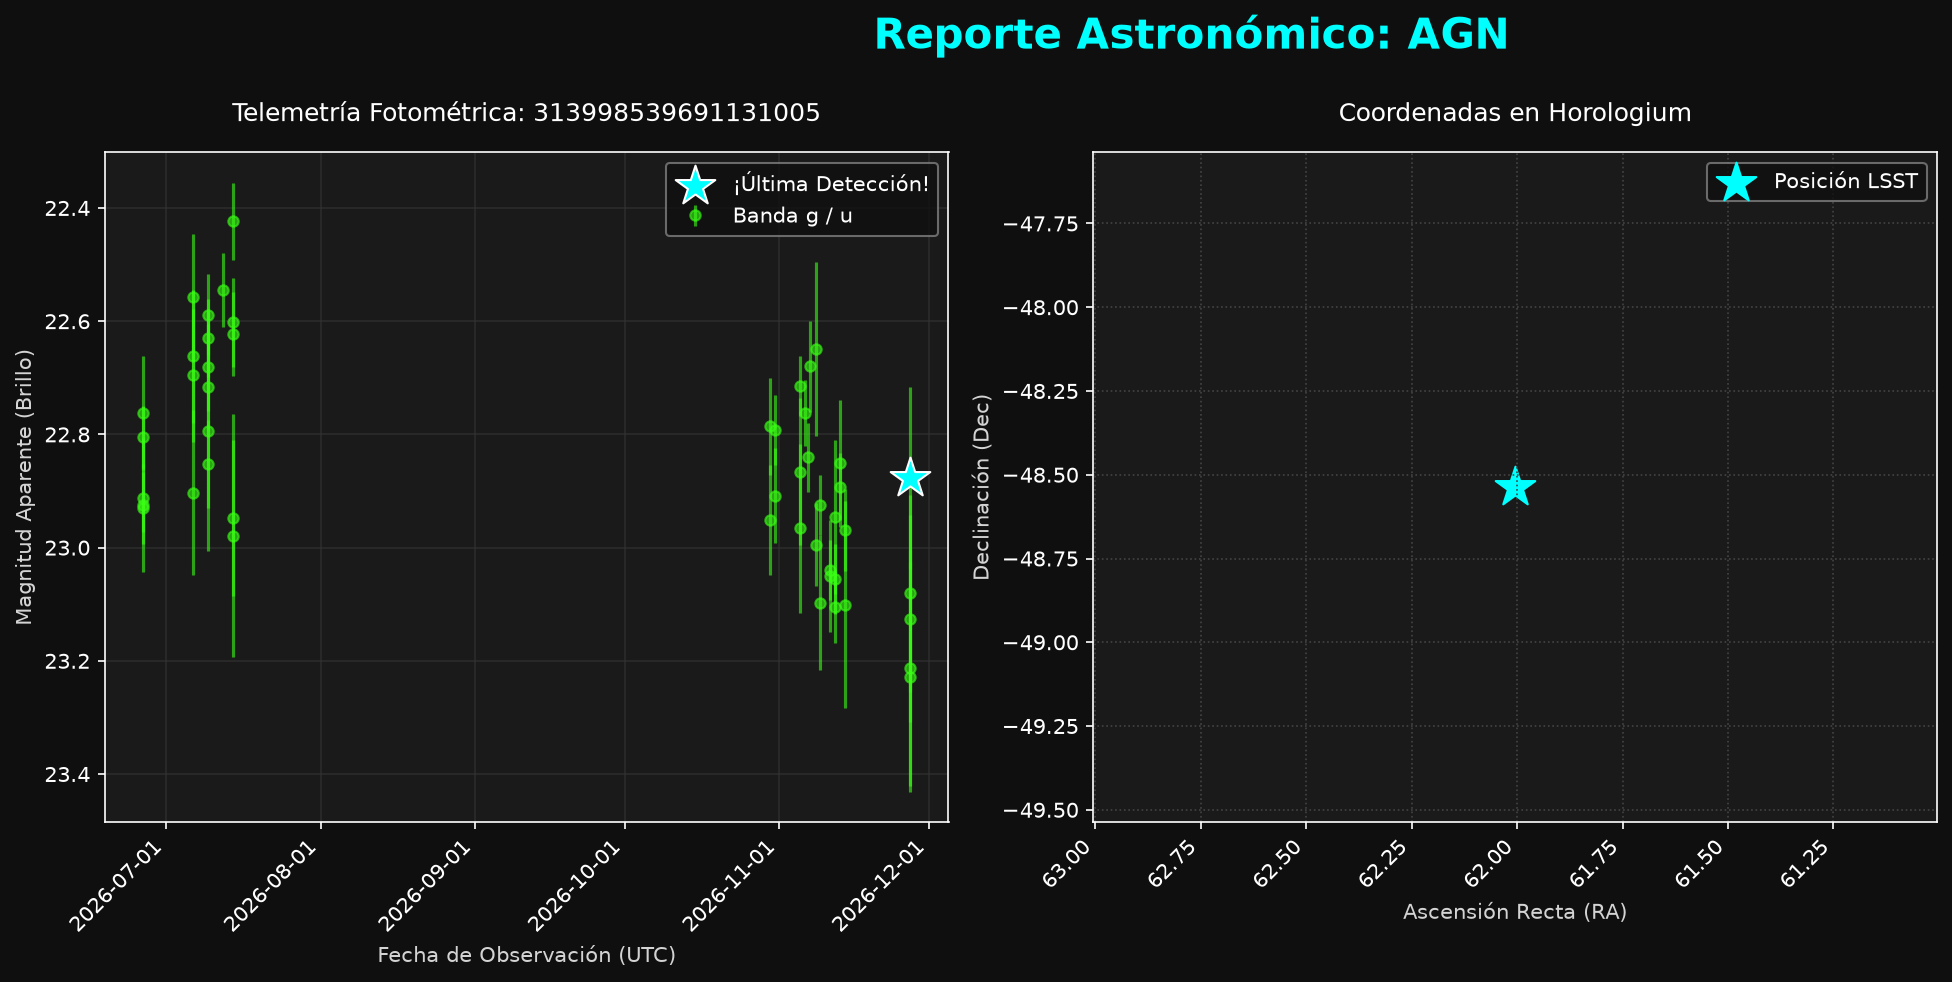 Reporte Astronómico: AGN
Telemetría Fotométrica: 313998539691131005
¡Última Detección!
Banda g / u
Magnitud Aparente (Brillo)
22.4
22.6
22.8
23.0
23.2
23.4
2026-07-01
2026-08-01
2026-09-01
2026-10-01
2026-11-01
2026-12-01
Fecha de Observación (UTC)
Coordenadas en Horologium
Posición LSST
Declinación (Dec)
−47.75
−48.00
−48.25
−48.50
−48.75
−49.00
−49.25
−49.50
63.00
62.75
62.50
62.25
62.00
61.75
61.50
61.25
Ascensión Recta (RA)